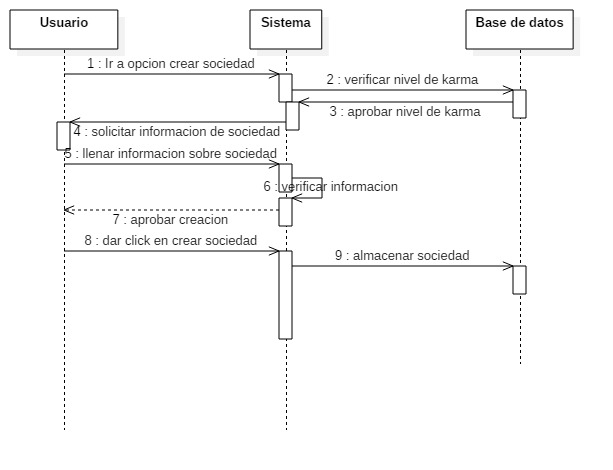 Usuario
Sistema
Base de datos
1 : Ir a opcion crear sociedad
2 : verificar nivel de karma
3 : aprobar nivel de karma
4 : solicitar informacion de sociedad
5 : llenar informacion sobre sociedad
6 : verificar informacion
7 : aprobar creacion
8 : dar click en crear sociedad
9 : almacenar sociedad